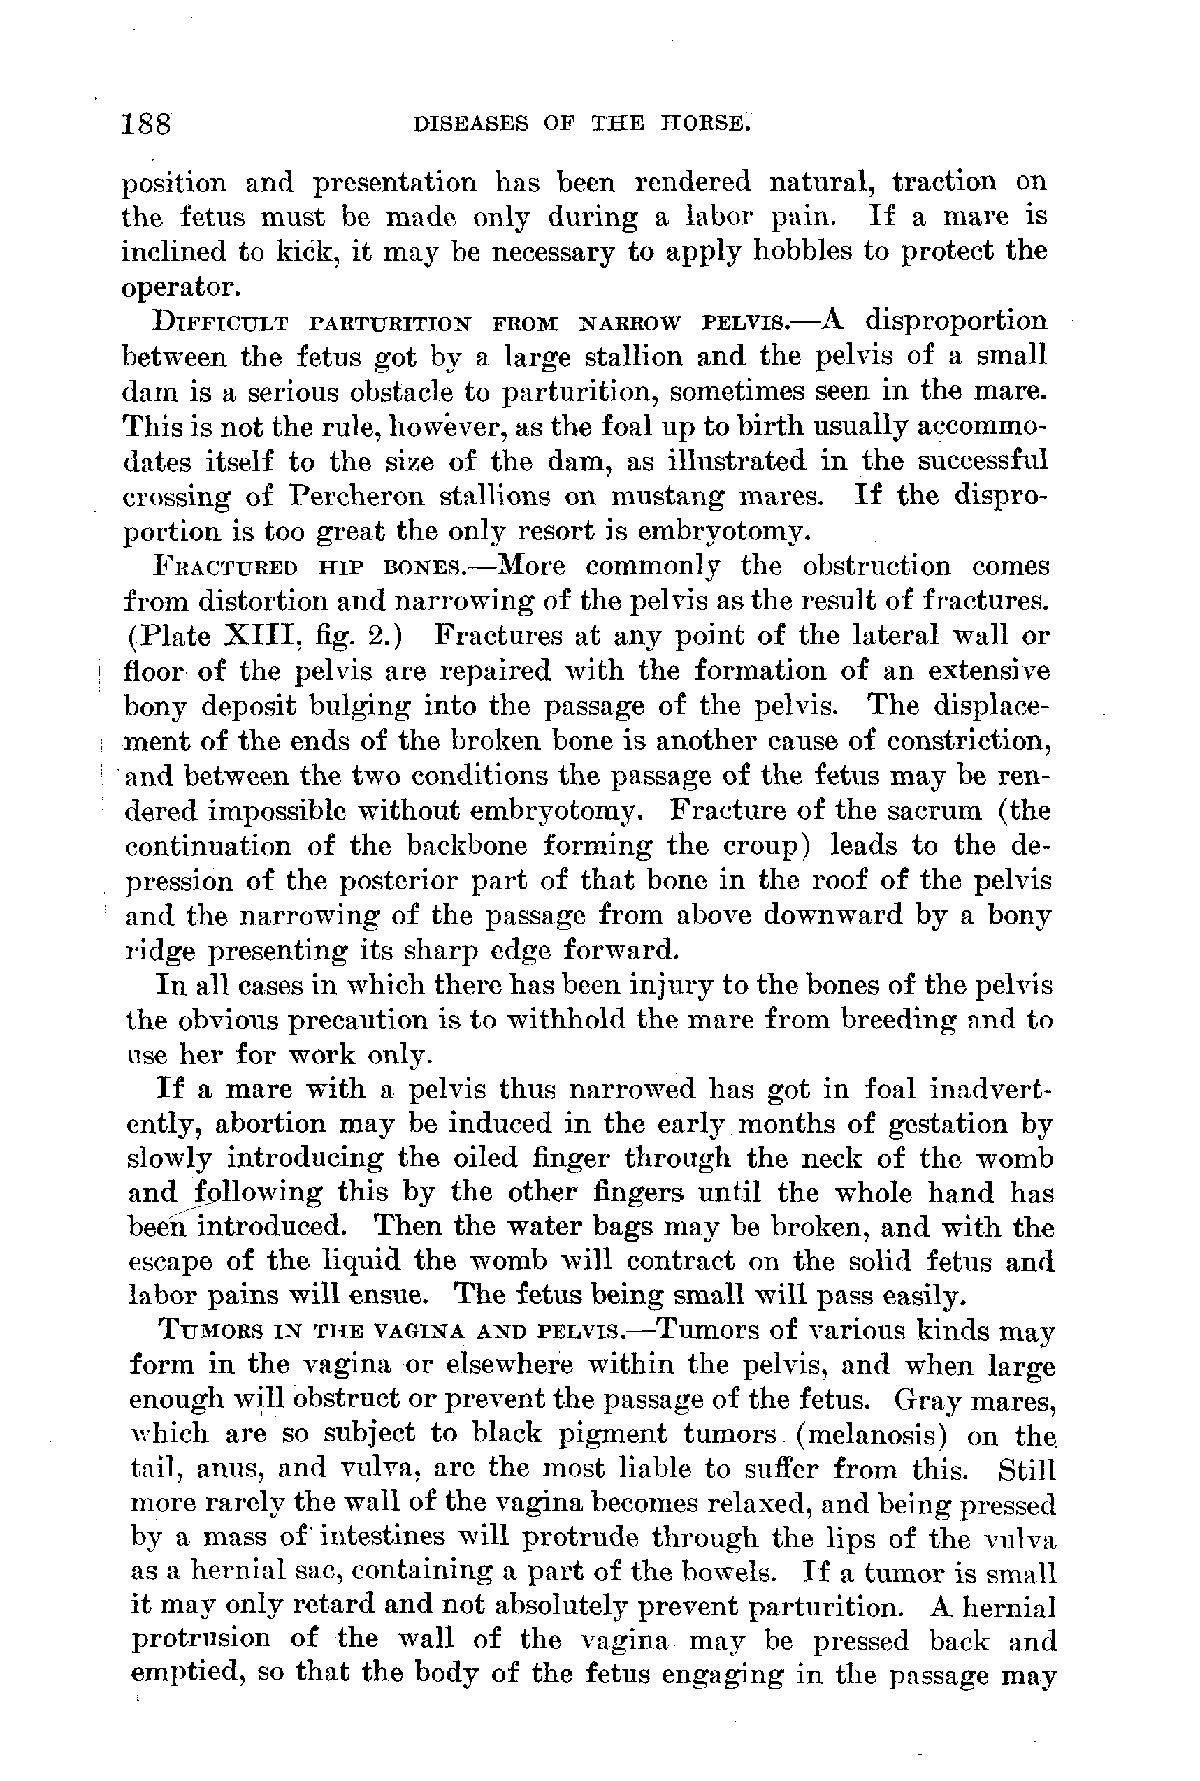 188 DISEASES OF THE HORSE.
position and presentation has been rendered natural, traction on
the fetus must be made only during a labor pain. If a mare is
inclined to kick, it may be necessary to apply hobbles to protect the
operator.
DIFFICULT PARTURITION FROM NARROW PELVIS.—A disproportion
between the fetus got by a large stallion and the pelvis of a small
dam is a serious obstacle to parturition, sometimes seen in the mare.
This is not the rule, however, as the foal up to birth usually accommo-
dates itself to the size of the dam, as illustrated in the successful
crossing of Percheron stallions on mustang mares. If the dispro-
portion is too great the only resort is embryotomy.
FRACTURED HIP BONES.—More commonly the obstruction comes
from distortion and narrowing of the pelvis as the result of fractures.
(Plate XIII, fig. 2.) Fractures at any point of the lateral wall or
floor of the pelvis are repaired with the formation of an extensive
bony deposit bulging into the passage of the pelvis. The displace-
ment of the ends of the broken bone is another cause of constriction,
and between the two conditions the passage of the fetus may be ren-
dered impossible without embryotomy. Fracture of the sacrum (the
continuation of the backbone forming the croup) leads to the de-
pression of the posterior part of that bone in the roof of the pelvis
and the narrowing of the passage from above downward by a bony
ridge presenting its sharp edge forward.
In all cases in which there has been injury to the bones of the pelvis
the obvious precaution is to withhold the mare from breeding and to
use her for work only.
If a mare with a pelvis thus narrowed has got in foal inadvert-
ently, abortion may be induced in the early months of gestation by
slowly introducing the oiled finger through the neck of the womb
and following this by the other fingers until the whole hand has
been introduced. Then the water bags may be broken, and with the
escape of the liquid the womb will contract on the solid fetus and
labor pains will ensue. The fetus being small will pass easily.
TUMORS IN THE VAGINA AND PELVIS.—Tumors of various kinds may
form in the vagina or elsewhere within the pelvis, and when large
enough will obstruct or prevent the passage of the fetus. Gray mares,
which are so subject to black pigment tumors (melanosis) on the
tail, anus, and vulva, are the most liable to suffer from this. Still
more rarely the wall of the vagina becomes relaxed, and being pressed
by a mass of intestines will protrude through the lips of the vulva
as a hernial sac, containing a part of the bowels. If a tumor is small
it may only retard and not absolutely prevent parturition. A hernial
protrusion of the wall of the vagina may be pressed back and
emptied, so that the body of the fetus engaging in the passage may